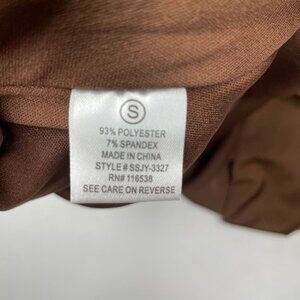 S
93% POLYESTER
7% SPANDEX
MADE IN CHINA
STYLE # SSJY-3327
RN# 116538
SEE CARE ON REVERSE